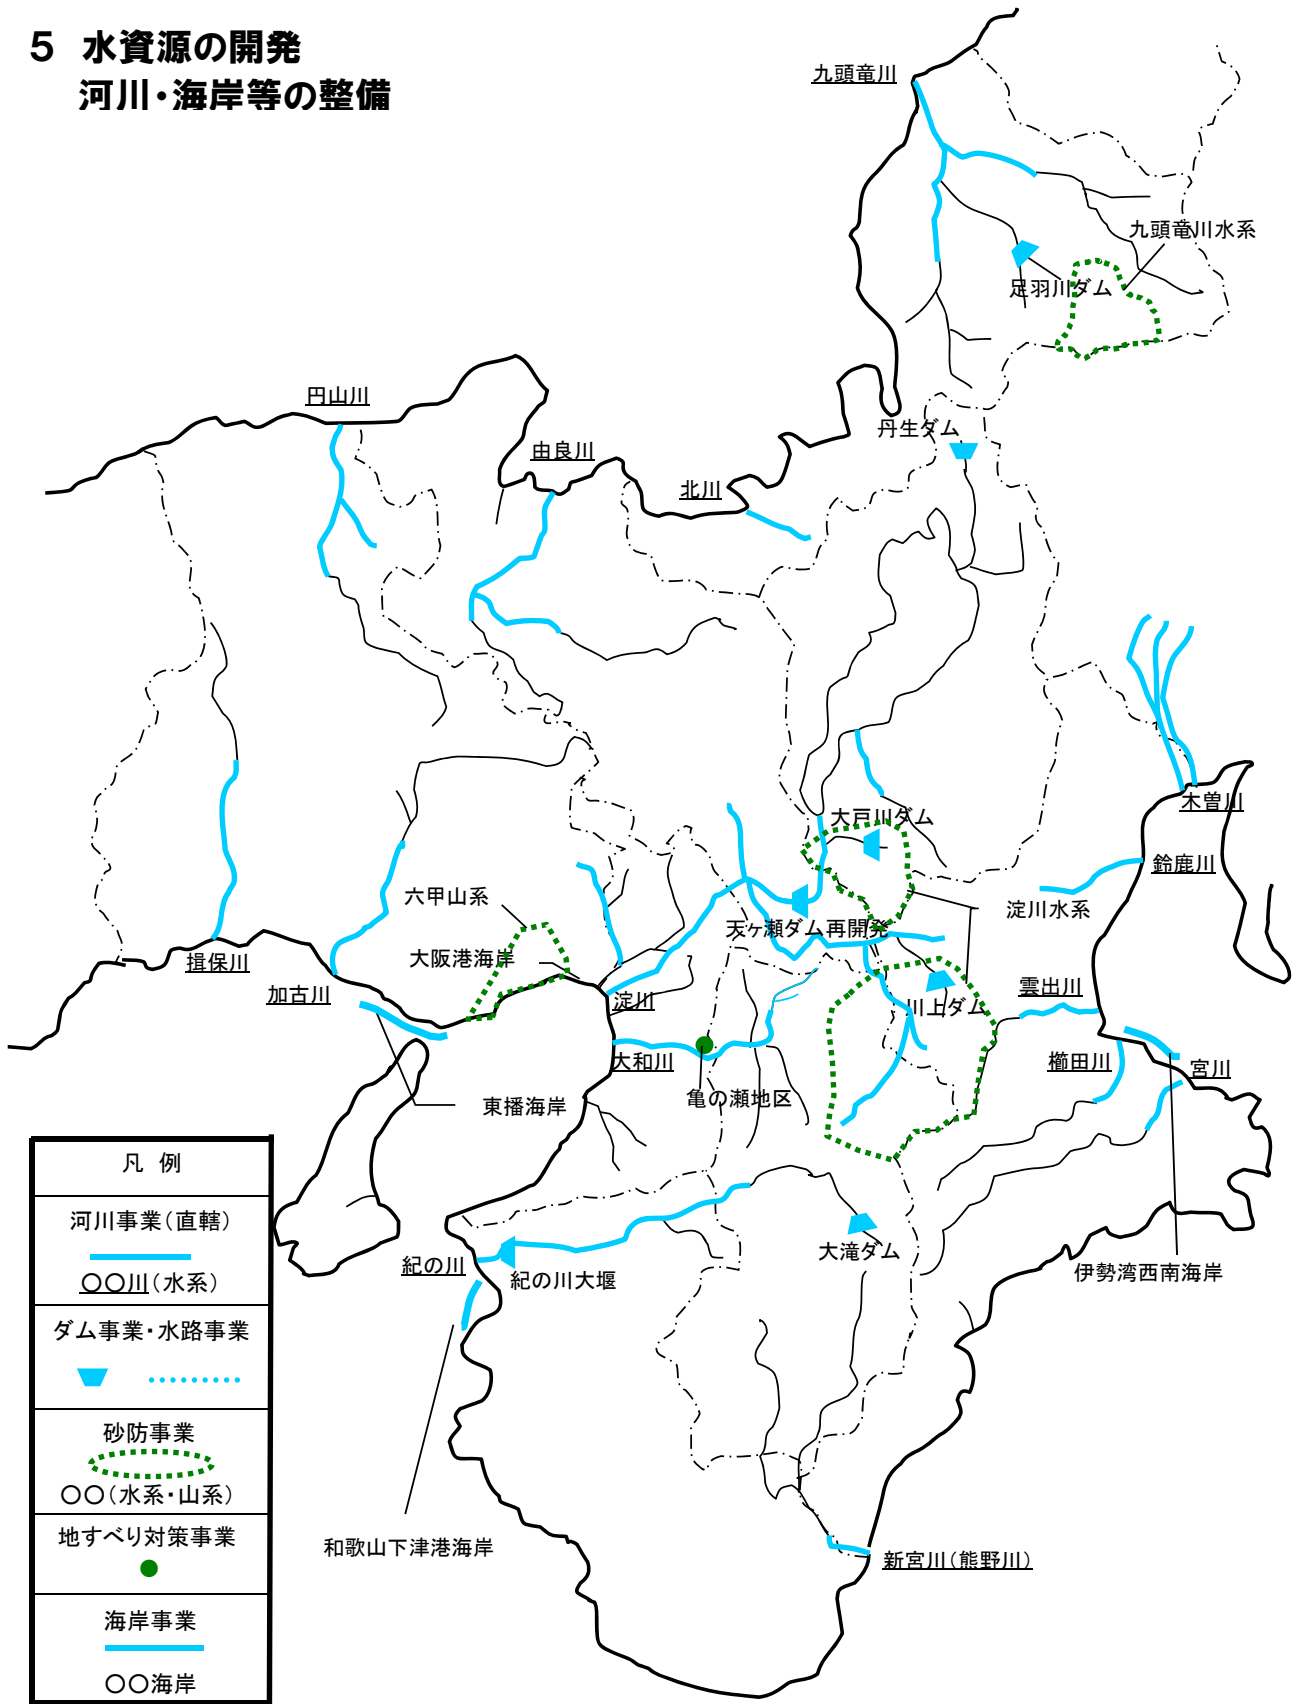 5 水資源の開発
河川・海岸等の整備
九頭竜川
九頭竜川水系
足羽川ダム
円山川
丹生ダム
由良川
北川
木曽川
大戸川ダム
鈴鹿川
六甲山系
淀川水系
天ヶ瀬ダム再開発
大阪港海岸
揖保川
加古川
淀川
川上ダム
雲出川
大和川
櫛田川
宮川
亀の瀬地区
東播海岸
大滝ダム
紀の川
紀の川大堰
伊勢湾西南海岸
和歌山下津港海岸
新宮川(熊野川)
凡 例
河川事業(直轄)
〇〇川(水系)
ダム事業・水路事業
砂防事業
〇〇(水系・山系)
地すべり対策事業
海岸事業
〇〇海岸